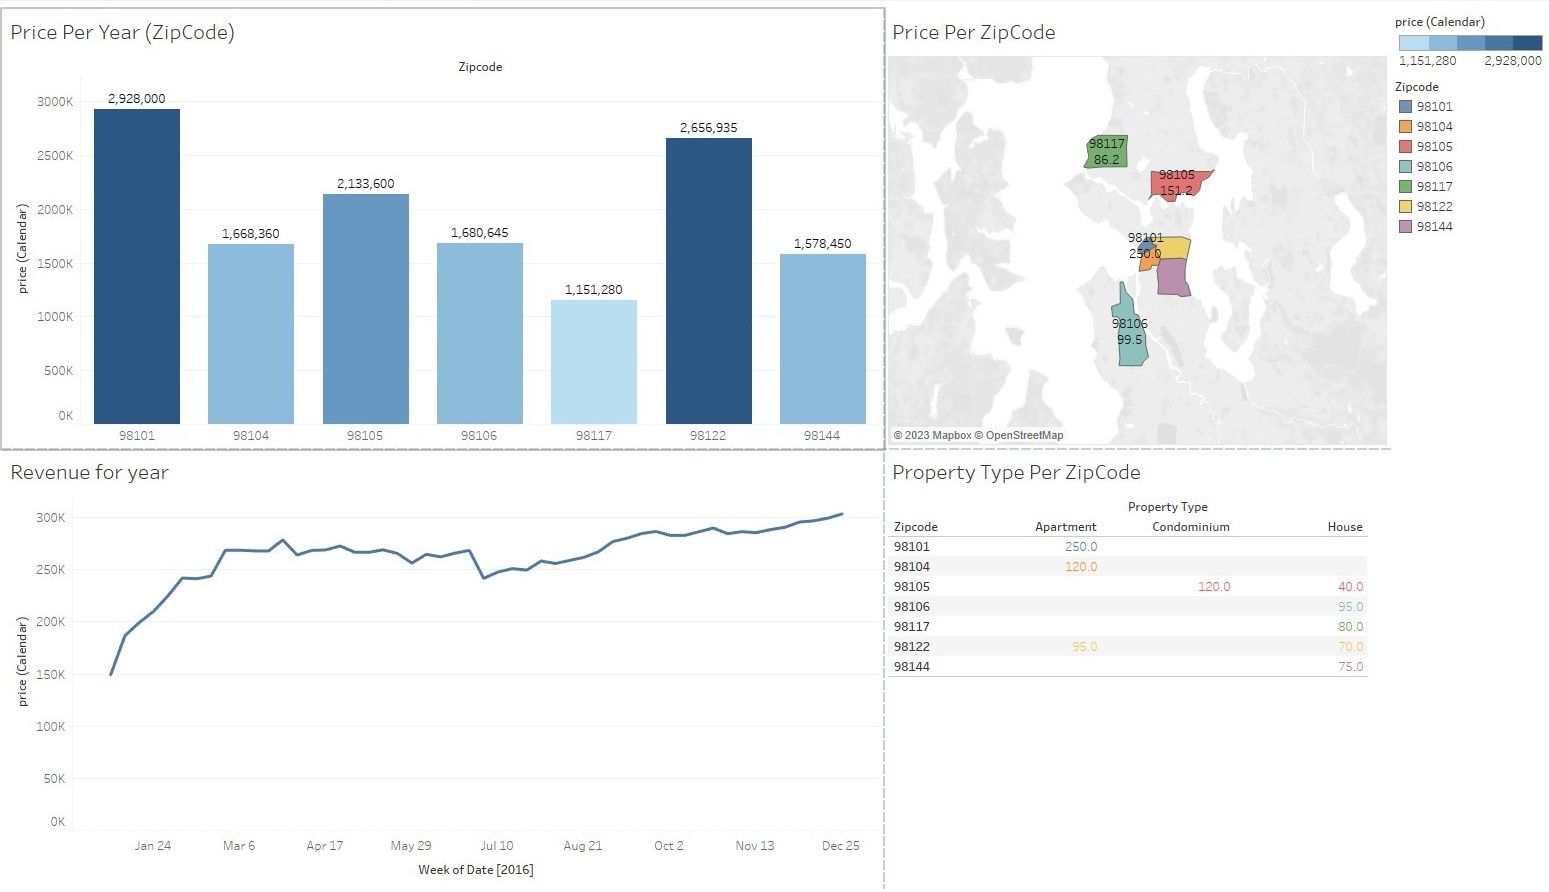 Price Per Year (ZipCode)
Zipcode
price (Calendar)
3000K
2500K
2000K
1500K
1000K
500K
0K
2,928,000
1,668,360
2,133,600
1,680,645
1,151,280
2,656,935
1,578,450
98101 98104 98105 98106 98117 98122 98144
Price Per ZipCode
98117
86.2
98105
151.2
98101
250.0
98106
99.5
© 2023 Mapbox © OpenStreetMap
price (Calendar)
1,151,280 2,928,000
Zipcode
98101
98104
98105
98106
98117
98122
98144
Revenue for year
price (Calendar)
300K
250K
200K
150K
100K
50K
0K
Jan 24 Mar 6 Apr 17 May 29 Jul 10 Aug 21 Oct 2 Nov 13 Dec 25
Week of Date [2016]
Property Type Per ZipCode
Property Type
Zipcode Apartment Condominium House
98101 250.0
98104 120.0
98105 120.0 40.0
98106 95.0
98117 80.0
98122 95.0 70.0
98144 75.0